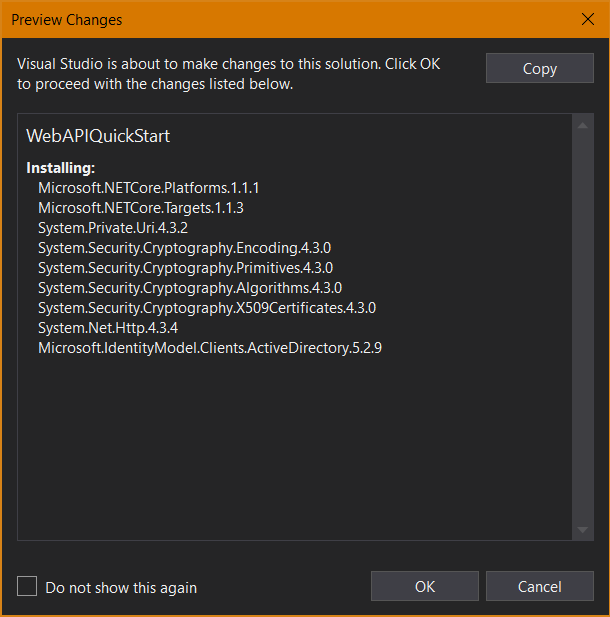 Preview Changes
Visual Studio is about to make changes to this solution. Click OK
to proceed with the changes listed below.
Copy
WebAPIQuickStart
Installing:
Microsoft.NETCore.Platforms.1.1.1
Microsoft.NETCore.Targets.1.1.3
System.Private.Uri.4.3.2
System.Security.Cryptography.Encoding.4.3.0
System.Security.Cryptography.Primitives.4.3.0
System.Security.Cryptography.Algorithms.4.3.0
System.Security.Cryptography.X509Certificates.4.3.0
System.Net.Http.4.3.4
Microsoft.IdentityModel.Clients.ActiveDirectory.5.2.9
Do not show this again
OK
Cancel